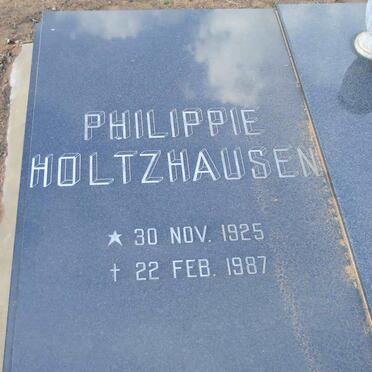 PHILIPPIE
HOLTZHAUSEN
★ 30 NOV. 1925
† 22 FEB. 1987